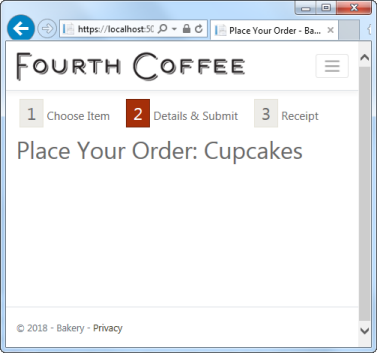 https://localhost:50
Place Your Order - Ba...
FOURTH COFFEE
1 Choose Item 2 Details & Submit 3 Receipt
Place Your Order: Cupcakes
© 2018 - Bakery - Privacy